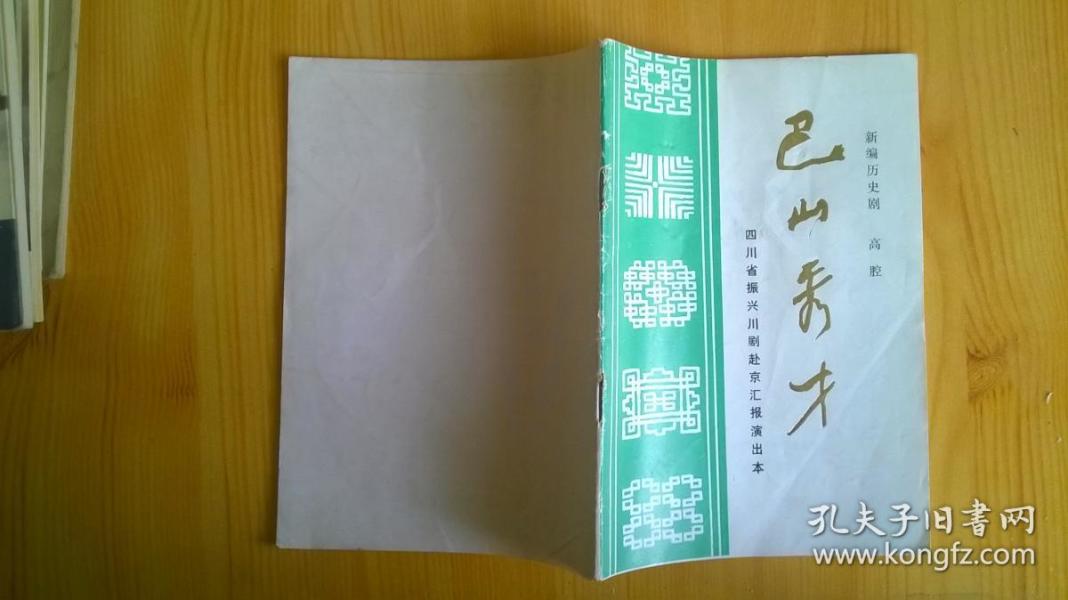 新编历史剧 高腔
巴山秀才
四川省振兴川剧赴京汇报演出本
孔夫子旧书网
www.kongfz.com